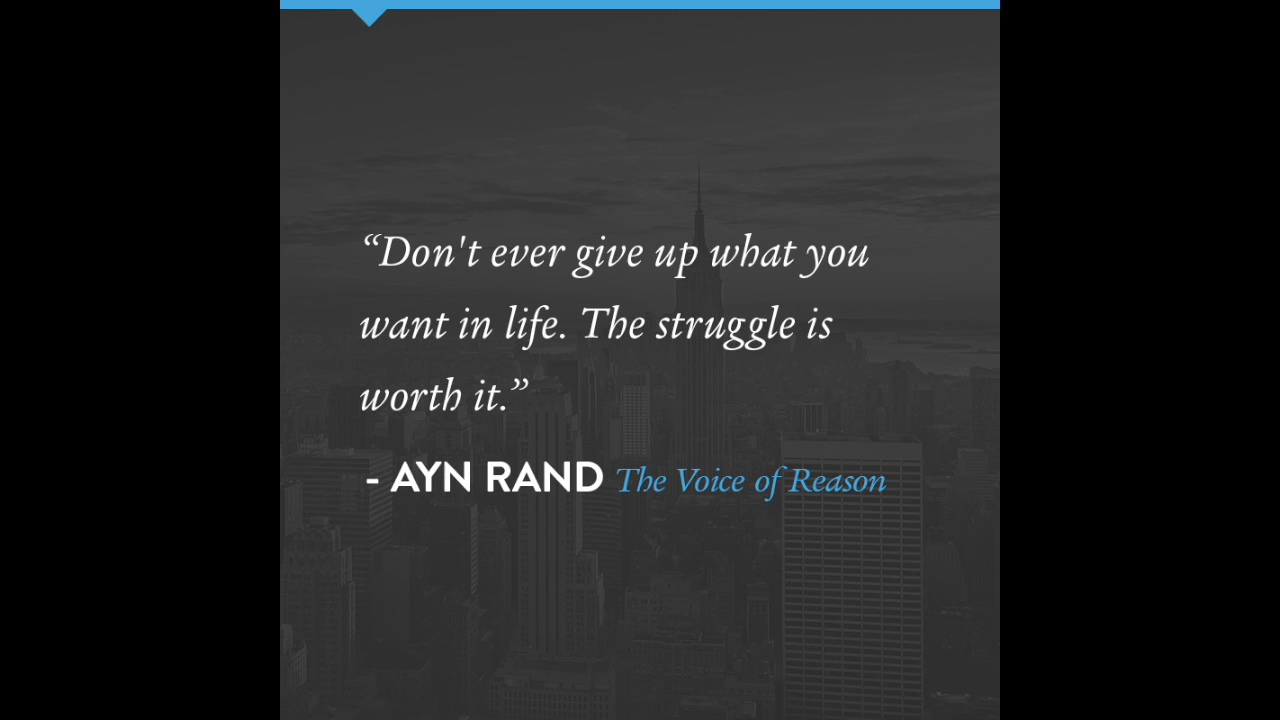 “Don't ever give up what you
want in life. The struggle is
worth it.”
- AYN RAND The Voice of Reason